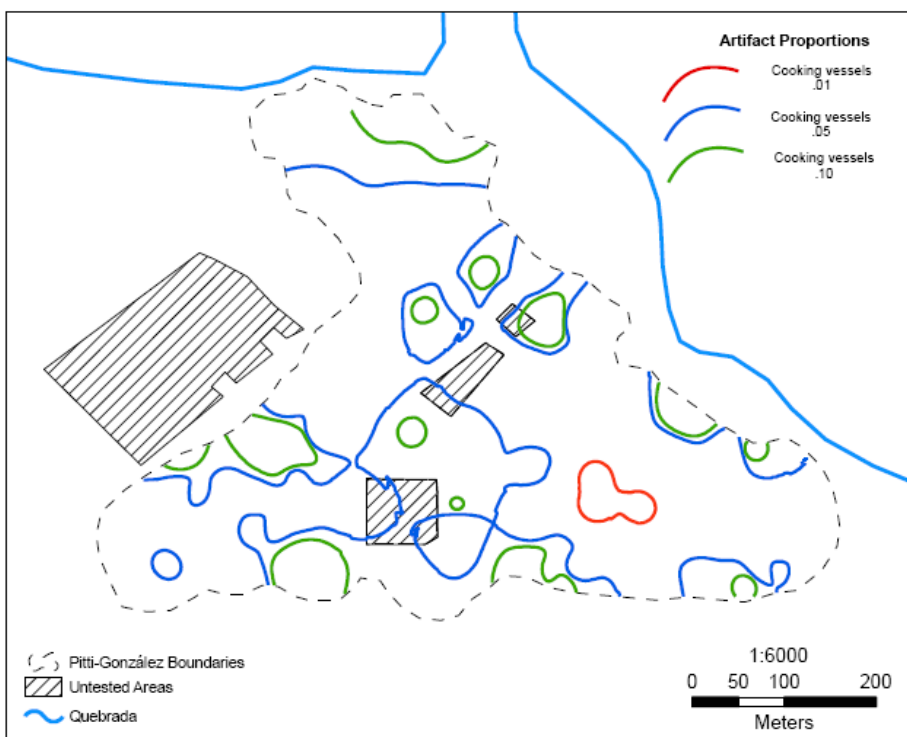 Artifact Proportions
Cooking vessels
.01
Cooking vessels
.05
Cooking vessels
.10
Pitti-González Boundaries
Untested Areas
Quebrada
1:6000
0 50 100 200
Meters